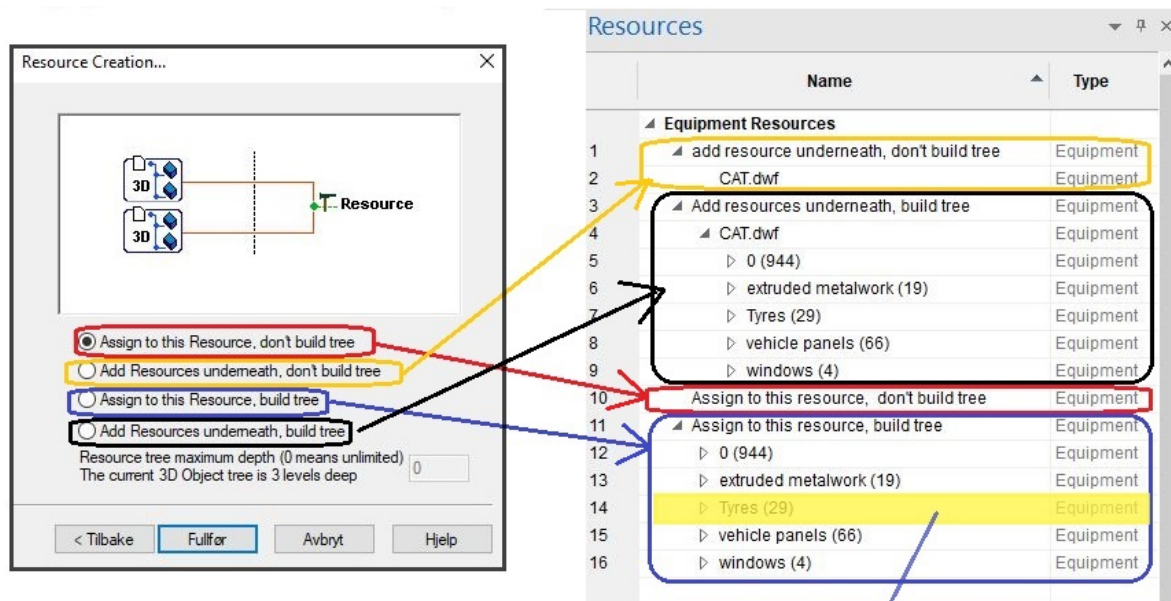 Resource Creation...
3D
3D
Resource
Assign to this Resource, don't build tree
Add Resources underneath, don't build tree
Assign to this Resource, build tree
Add Resources underneath, build tree
Resource tree maximum depth (0 means unlimited)
The current 3D Object tree is 3 levels deep
0
< Tilbake
Fullfør
Avbryt
Hjelp
Resources
Name Type
Equipment Resources
1 add resource underneath, don't build tree Equipment
2 CAT.dwf Equipment
3 Add resources underneath, build tree Equipment
4 CAT.dwf Equipment
5 0 (944) Equipment
6 extruded metalwork (19) Equipment
7 Tyres (29) Equipment
8 vehicle panels (66) Equipment
9 windows (4) Equipment
10 Assign to this resource, don't build tree Equipment
11 Assign to this resource, build tree Equipment
12 0 (944) Equipment
13 extruded metalwork (19) Equipment
14 Tyres (29) Equipment
15 vehicle panels (66) Equipment
16 windows (4) Equipment